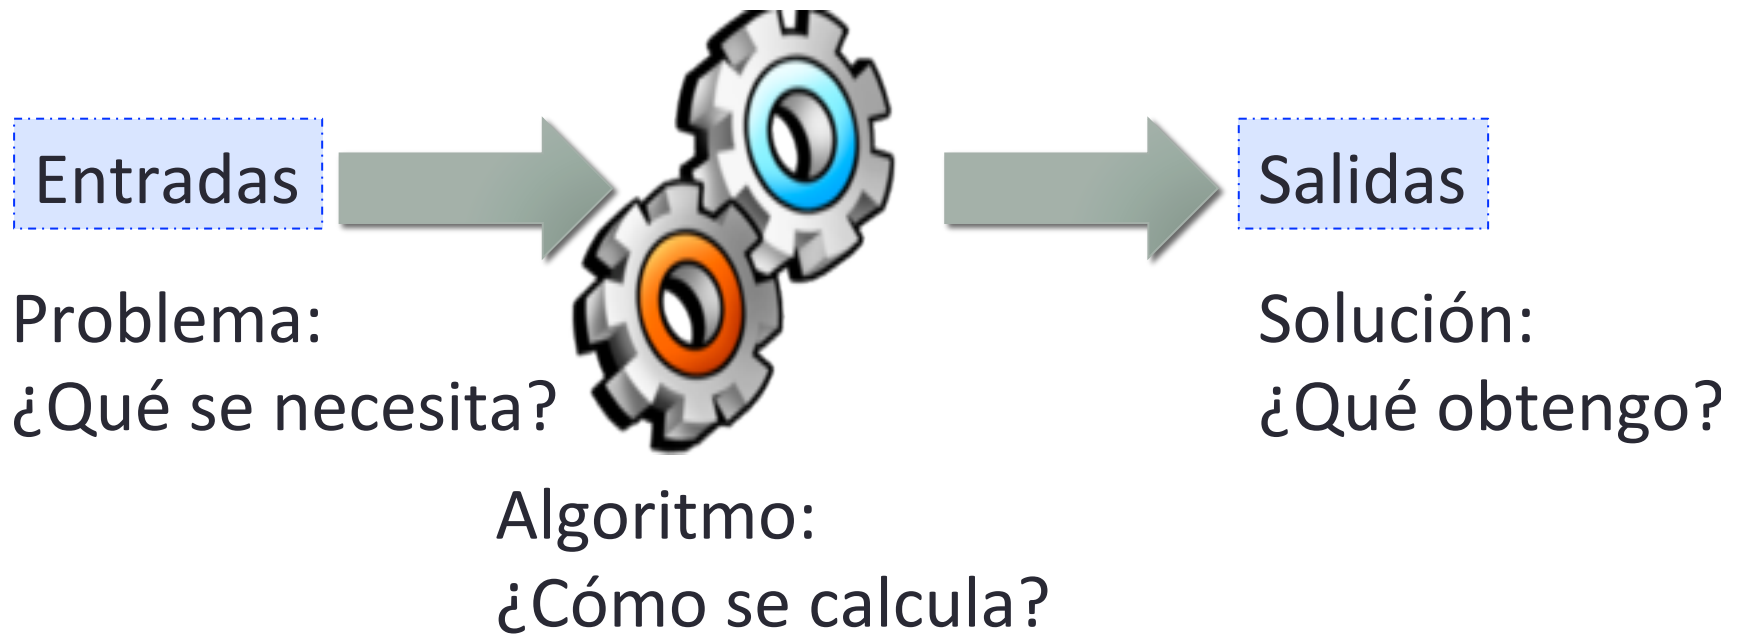 Entradas
Salidas
Problema:
¿Qué se necesita?
Solución:
¿Qué obtengo?
Algoritmo:
¿Cómo se calcula?